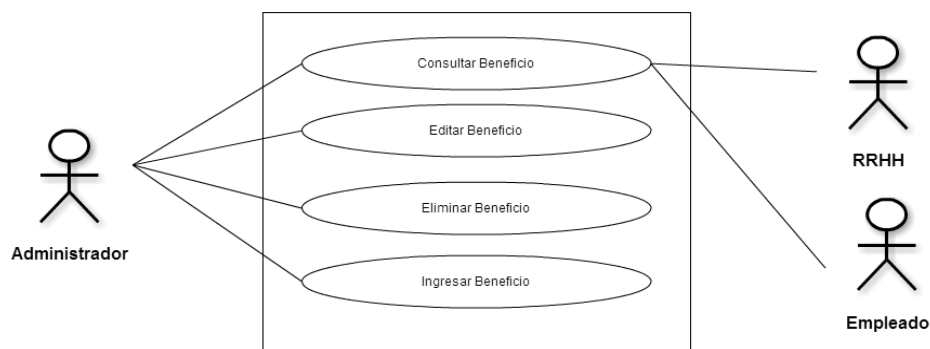 Consultar Beneficio
Editar Beneficio
RRHH
Eliminar Beneficio
Administrador
Ingresar Beneficio
Empleado